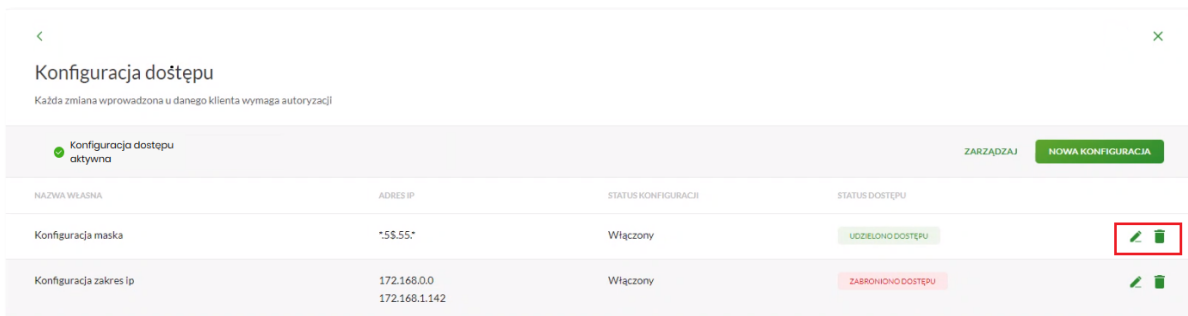 Konfiguracja dostępu
Każda zmiana wprowadzona u danego klienta wymaga autoryzacji
Konfiguracja dostępu
aktywna
ZARZĄDZAJ
NOWA KONFIGURACJA
NAZWA WŁASNA ADRES IP STATUS KONFIGURACJI STATUS DOSTĘPU
Konfiguracja maska *.5$.55.* Włączony UDZIELONO DOSTĘPU
Konfiguracja zakres ip 172.168.0.0 Włączony ZABRONIONO DOSTĘPU
172.168.1.142